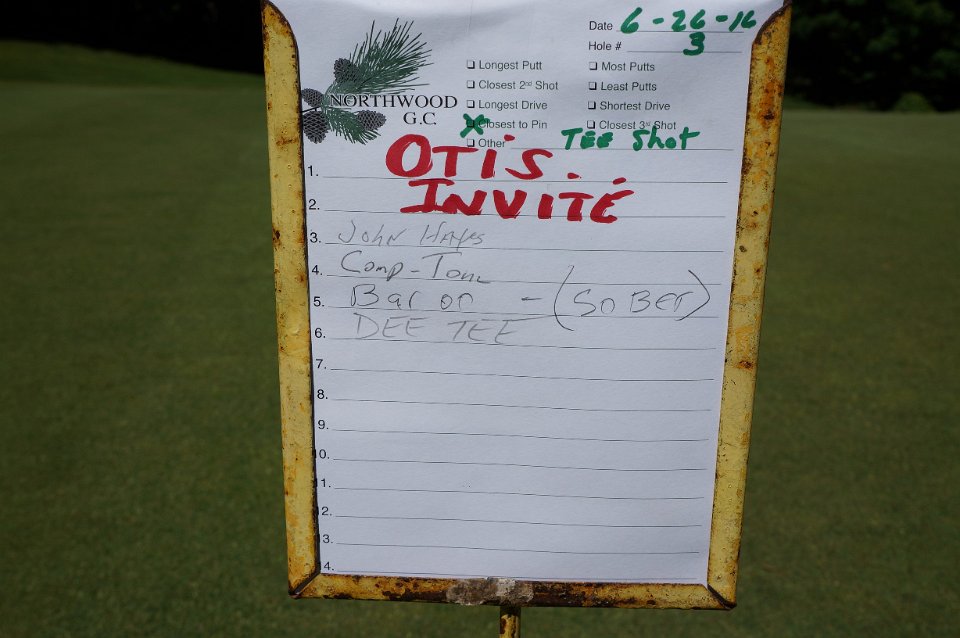 Date 6-26-16
Hole # 3
NORTHWOOD
G.C.
❑ Longest Putt ❑ Most Putts
❑ Closest 2nd Shot ❑ Least Putts
❑ Longest Drive ❑ Shortest Drive
❑ Closest to Pin ❑ Closest 3rd Shot
❑ Other X TEE Shot
1. OTIS.
2. INVITÉ
3. John Hayes
4. Comp-Tone
5. Baron - (SOBER)
6. DEE TEE
7.
8.
9.
10.
11.
12.
13.
14.